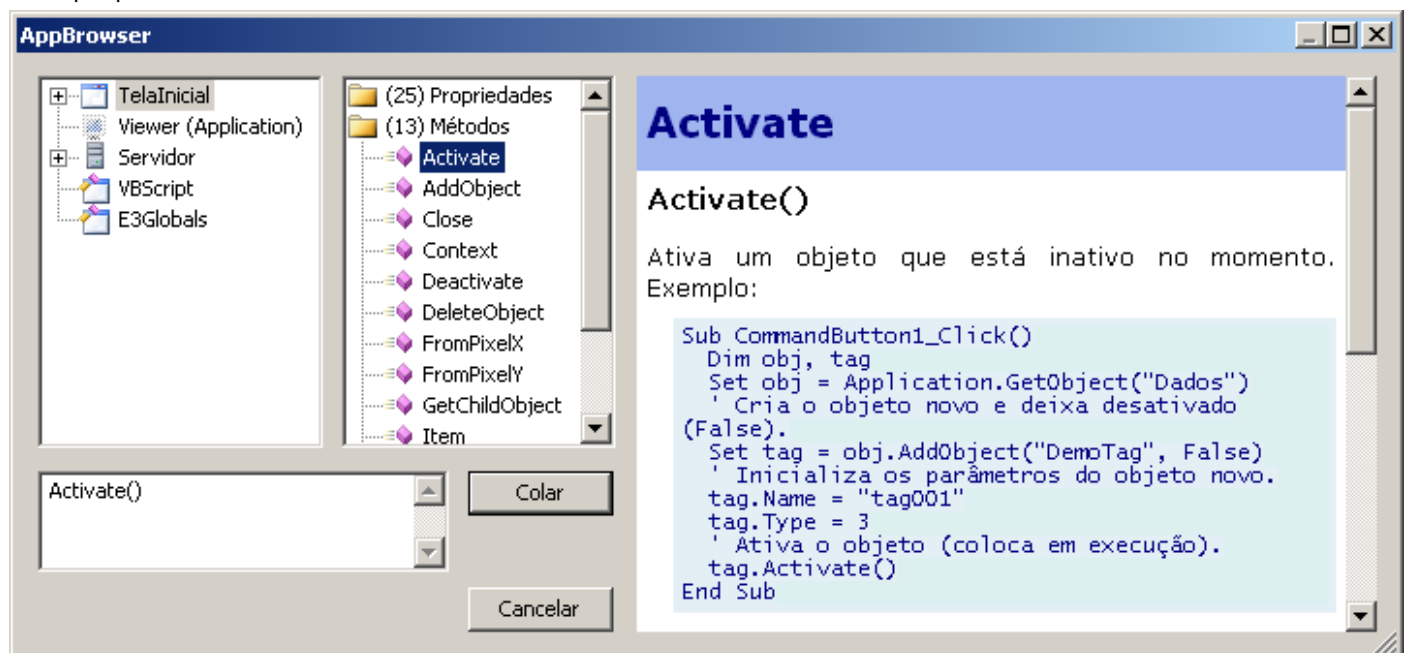 AppBrowser
TelaInicial
Viewer (Application)
Servidor
VBScript
E3Globals
(25) Propriedades
(13) Métodos
Activate
AddObject
Close
Context
Deactivate
DeleteObject
FromPixelX
FromPixelY
GetChildObject
Item
Activate()
Colar
Cancelar
Activate
Activate()
Ativa um objeto que está inativo no momento.
Exemplo:
Sub CommandButton1_Click()
Dim obj, tag
Set obj = Application.GetObject("Dados")
' Cria o objeto novo e deixa desativado
(False).
Set tag = obj.AddObject("DemoTag", False)
' Inicializa os parâmetros do objeto novo.
tag.Name = "tag001"
tag.Type = 3
' Ativa o objeto (coloca em execução).
tag.Activate()
End Sub